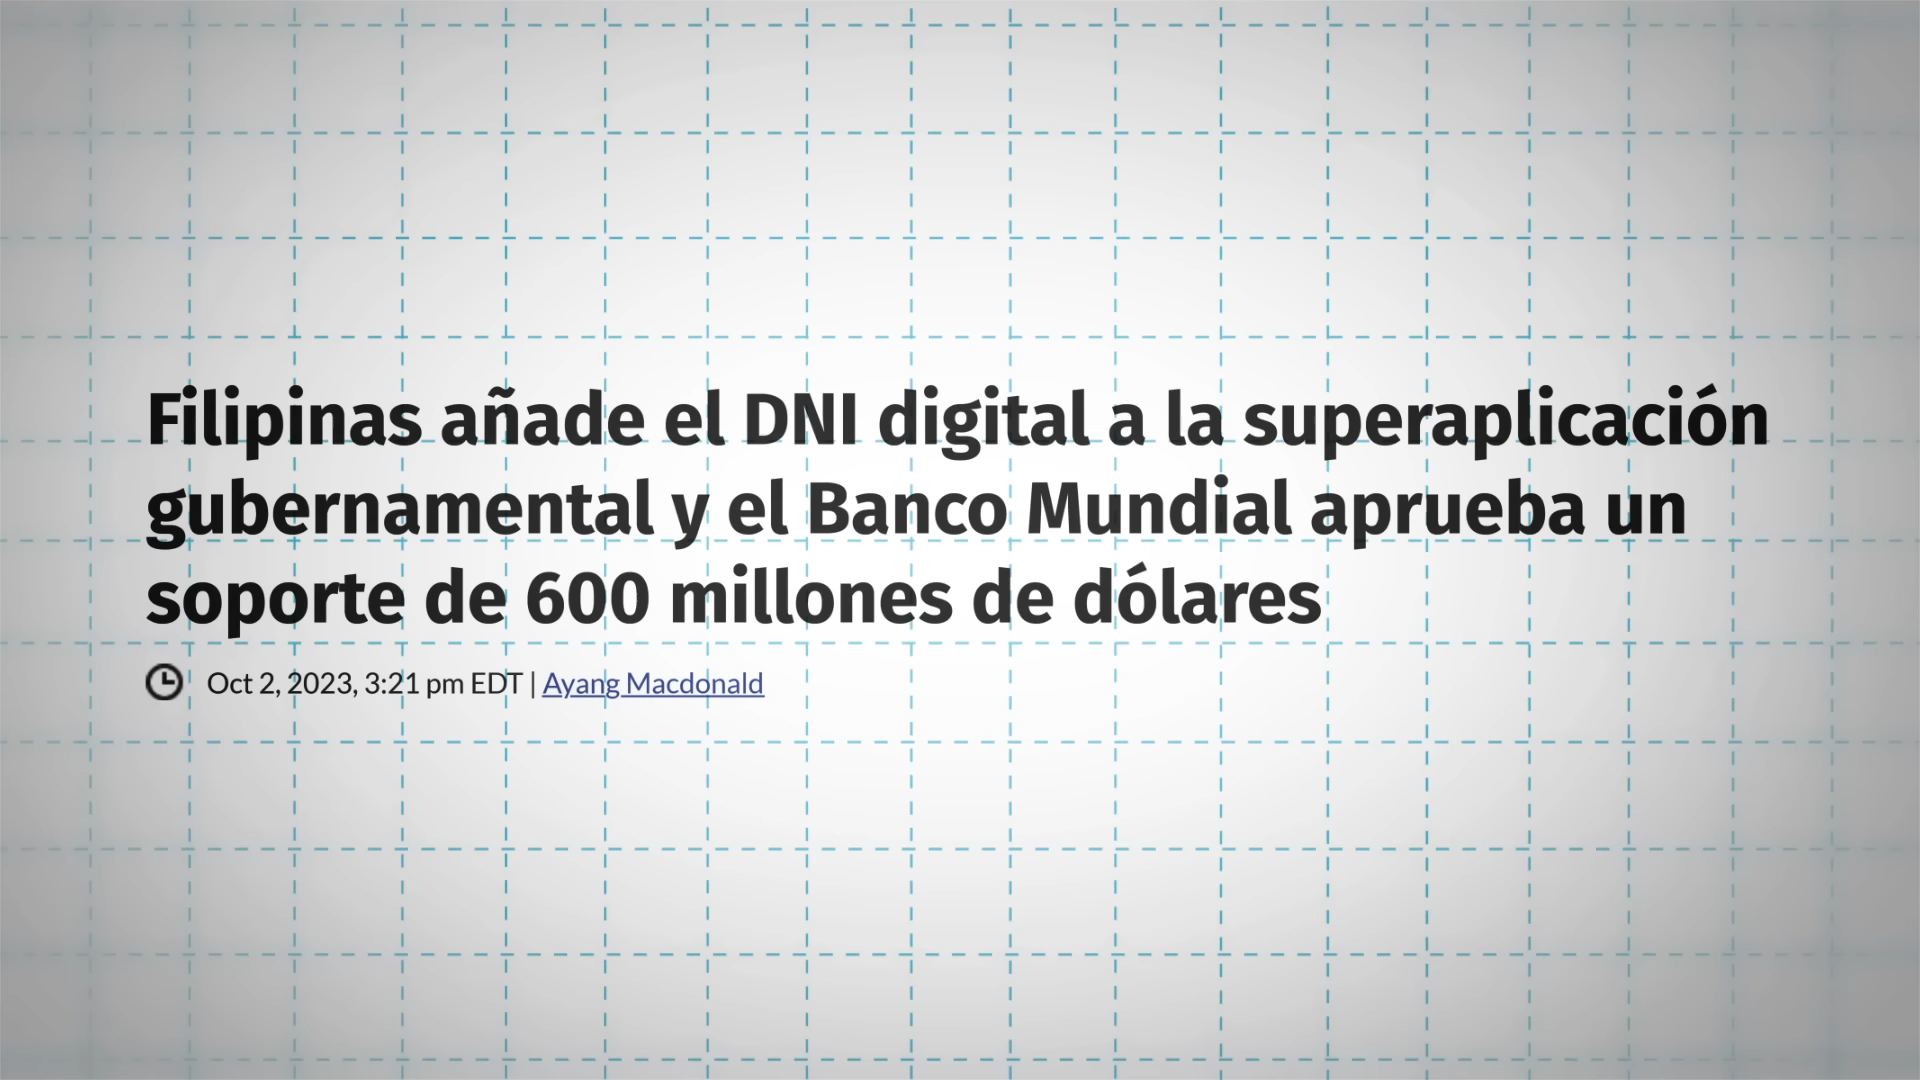 Filipinas añade el DNI digital a la superaplicación
gubernamental y el Banco Mundial aprueba un
soporte de 600 millones de dólares
Oct 2, 2023, 3:21 pm EDT | Ayang Macdonald